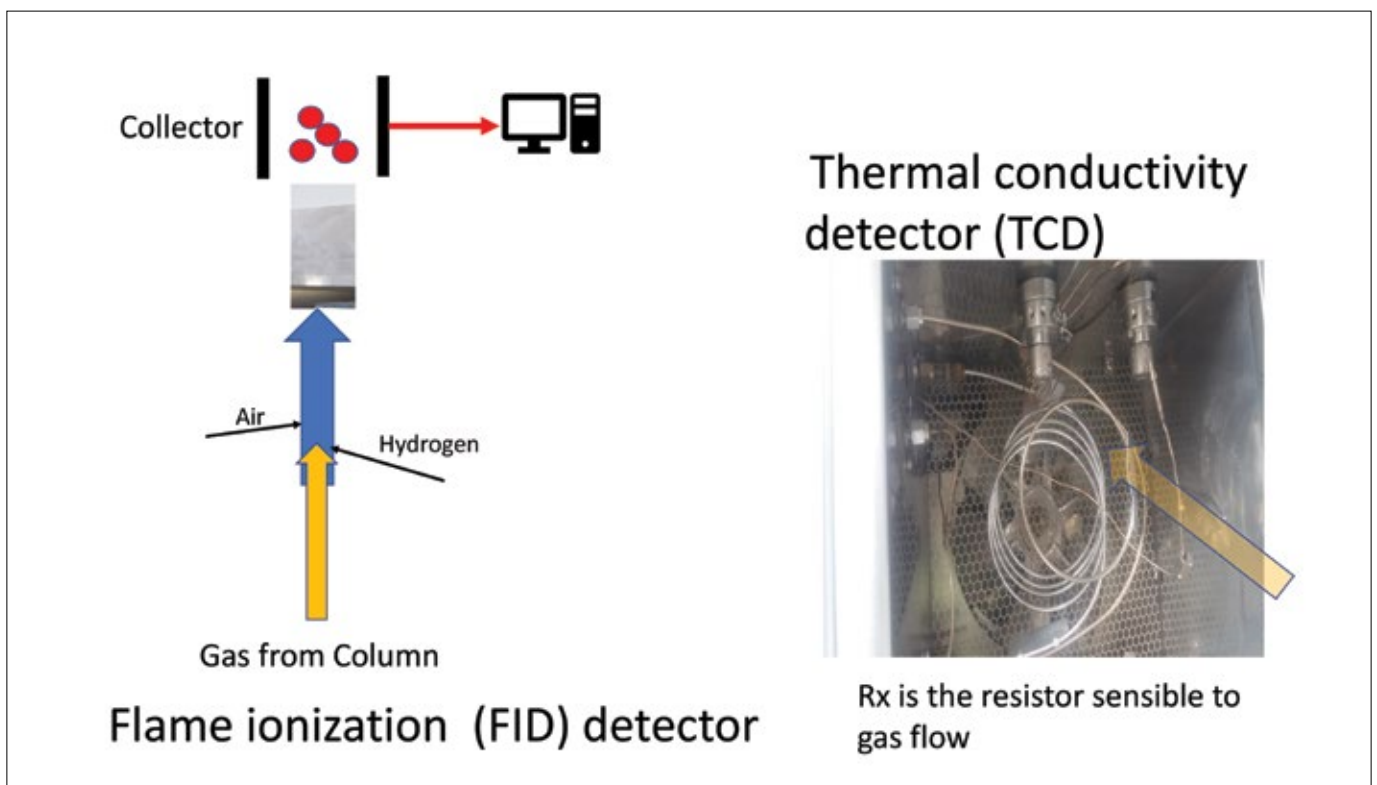 Collector
Air
Hydrogen
Gas from Column
Flame ionization (FID) detector
Thermal conductivity
detector (TCD)
Rx is the resistor sensible to
gas flow